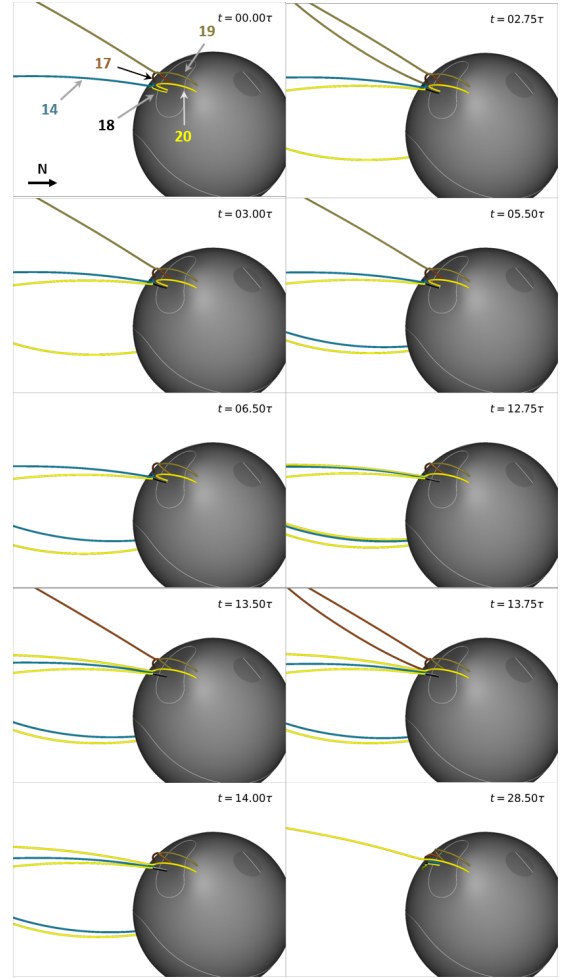 t = 00.00τ
19
17
14
18
20
N
t = 02.75τ
t = 03.00τ
t = 05.50τ
t = 06.50τ
t = 12.75τ
t = 13.50τ
t = 13.75τ
t = 14.00τ
t = 28.50τ